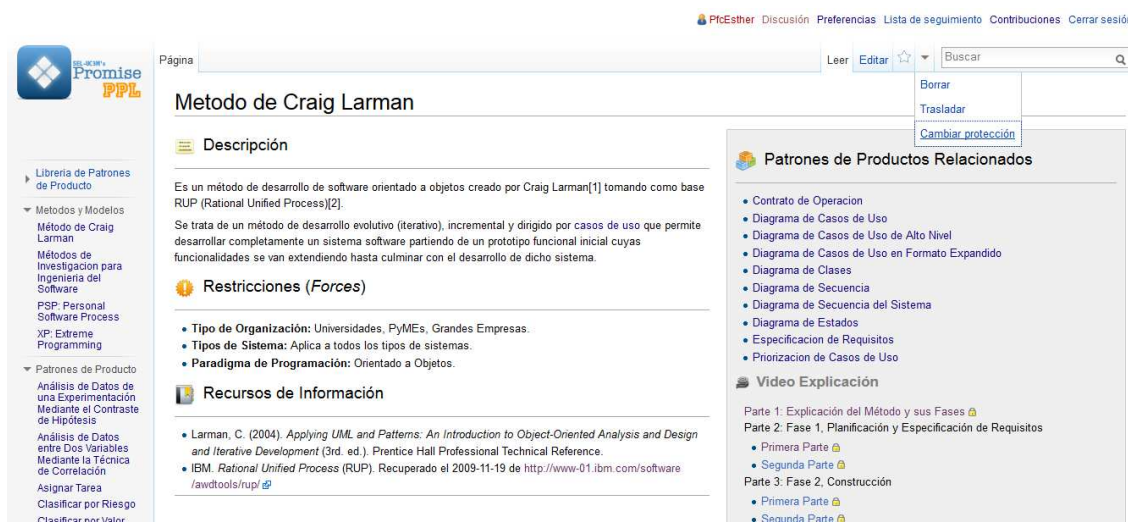 PfcEsther Discusión Preferencias Lista de seguimiento Contribuciones Cerrar sesión
SEL-UC3M's
Promise
PPL
Página
Leer Editar Buscar
Borrar
Trasladar
Cambiar protección
Metodo de Craig Larman
Libreria de Patrones
de Producto
Metodos y Modelos
Método de Craig
Larman
Métodos de
Investigacion para
Ingenieria del
Software
PSP: Personal
Software Process
XP: Extreme
Programming
Patrones de Producto
Análisis de Datos de
una Experimentación
Mediante el Contraste
de Hipótesis
Análisis de Datos
entre Dos Variables
Mediante la Técnica
de Correlación
Asignar Tarea
Clasificar por Riesgo
Clasificar por Valor
Descripción
Es un método de desarrollo de software orientado a objetos creado por Craig Larman[1] tomando como base
RUP (Rational Unified Process)[2].
Se trata de un método de desarrollo evolutivo (iterativo), incremental y dirigido por casos de uso que permite
desarrollar completamente un sistema software partiendo de un prototipo funcional inicial cuyas
funcionalidades se van extendiendo hasta culminar con el desarrollo de dicho sistema.
Restricciones (Forces)
• Tipo de Organización: Universidades, PyMEs, Grandes Empresas.
• Tipos de Sistema: Aplica a todos los tipos de sistemas.
• Paradigma de Programación: Orientado a Objetos.
Recursos de Información
• Larman, C. (2004). Applying UML and Patterns: An Introduction to Object-Oriented Analysis and Design
and Iterative Development (3rd. ed.). Prentice Hall Professional Technical Reference.
• IBM. Rational Unified Process (RUP). Recuperado el 2009-11-19 de http://www-01.ibm.com/software
/awdtools/rup/
Patrones de Productos Relacionados
• Contrato de Operacion
• Diagrama de Casos de Uso
• Diagrama de Casos de Uso de Alto Nivel
• Diagrama de Casos de Uso en Formato Expandido
• Diagrama de Clases
• Diagrama de Secuencia
• Diagrama de Secuencia del Sistema
• Diagrama de Estados
• Especificacion de Requisitos
• Priorizacion de Casos de Uso
Video Explicación
Parte 1: Explicación del Método y sus Fases
Parte 2: Fase 1, Planificación y Especificación de Requisitos
• Primera Parte
• Segunda Parte
Parte 3: Fase 2, Construcción
• Primera Parte
• Segunda Parte